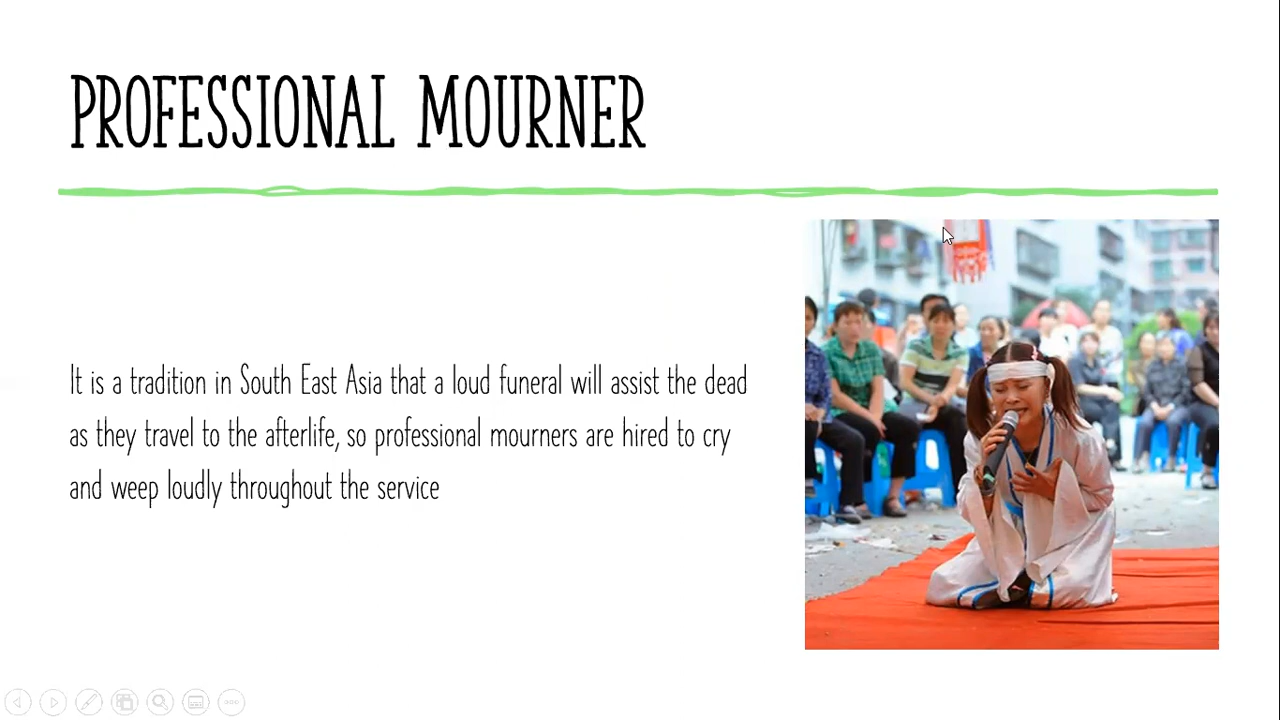 PROFESSIONAL MOURNER
It is a tradition in South East Asia that a loud funeral will assist the dead
as they travel to the afterlife, so professional mourners are hired to cry
and weep loudly throughout the service